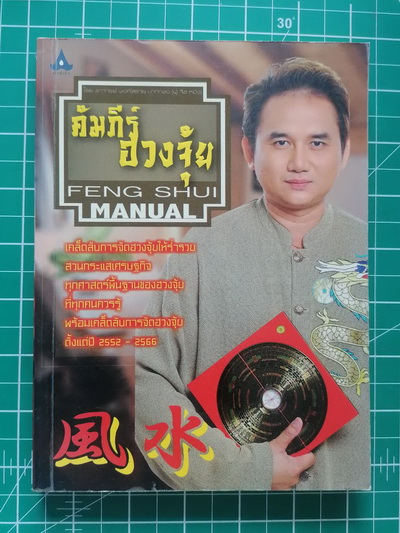 30°
คัมภีร์
ฮวงจุ้ย
FENG SHUI
MANUAL
เคล็ดลับการจัดฮวงจุ้ยให้ร่ำรวย
สวนกระแสเศรษฐกิจ
ทุกศาสตร์พื้นฐานของฮวงจุ้ย
ที่ทุกคนควรรู้
พร้อมเคล็ดลับการจัดฮวงจุ้ย
ตั้งแต่ปี 2552 - 2566
風水